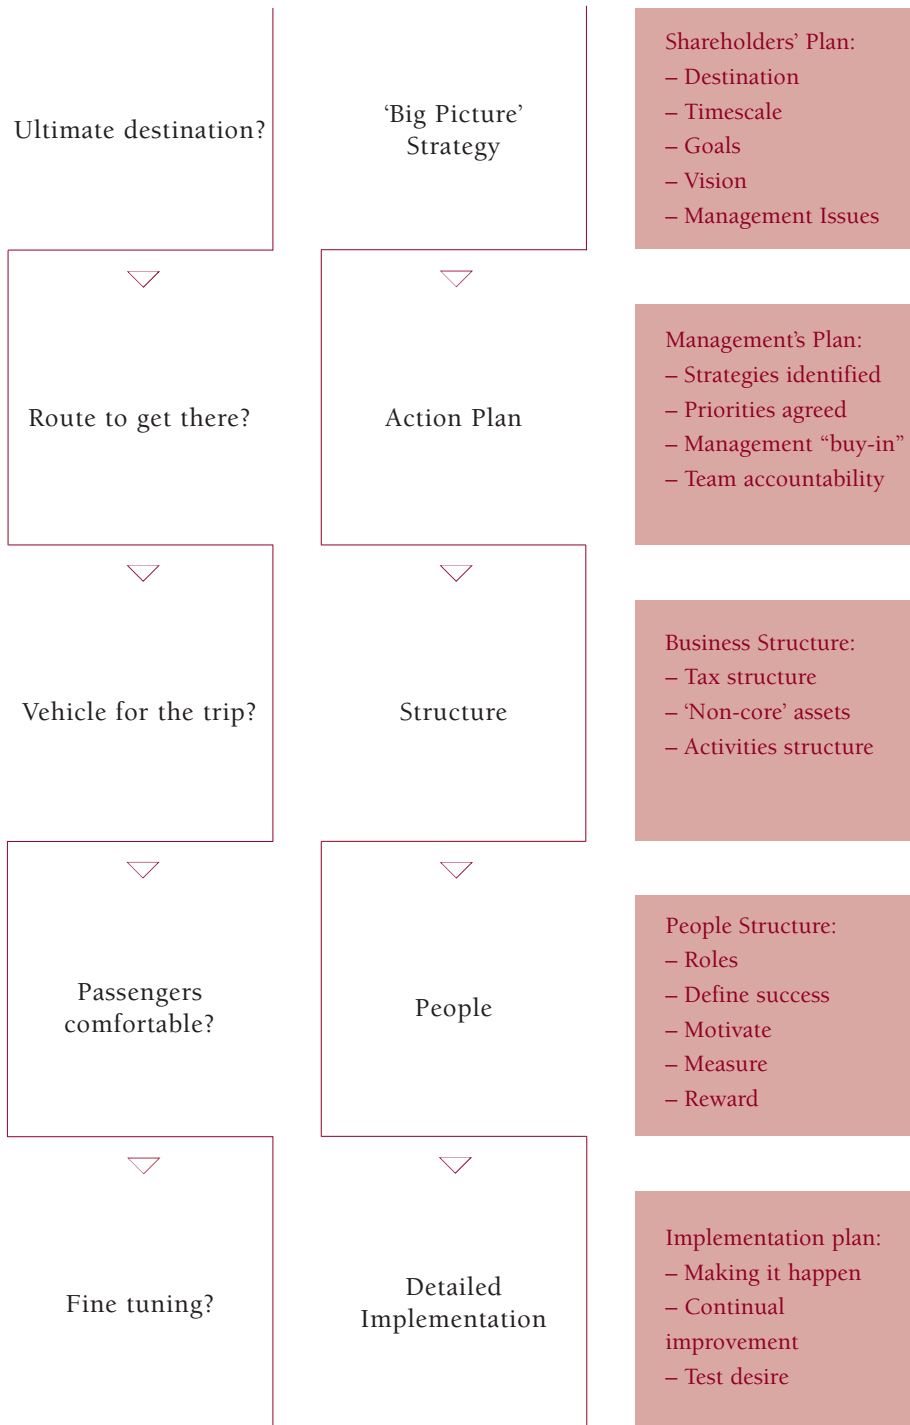 Ultimate destination?
‘Big Picture’
Strategy
Shareholders’ Plan:
– Destination
– Timescale
– Goals
– Vision
– Management Issues
Route to get there?
Action Plan
Management’s Plan:
– Strategies identified
– Priorities agreed
– Management “buy-in”
– Team accountability
Vehicle for the trip?
Structure
Business Structure:
– Tax structure
– ‘Non-core’ assets
– Activities structure
Passengers
comfortable?
People
People Structure:
– Roles
– Define success
– Motivate
– Measure
– Reward
Fine tuning?
Detailed
Implementation
Implementation plan:
– Making it happen
– Continual
improvement
– Test desire